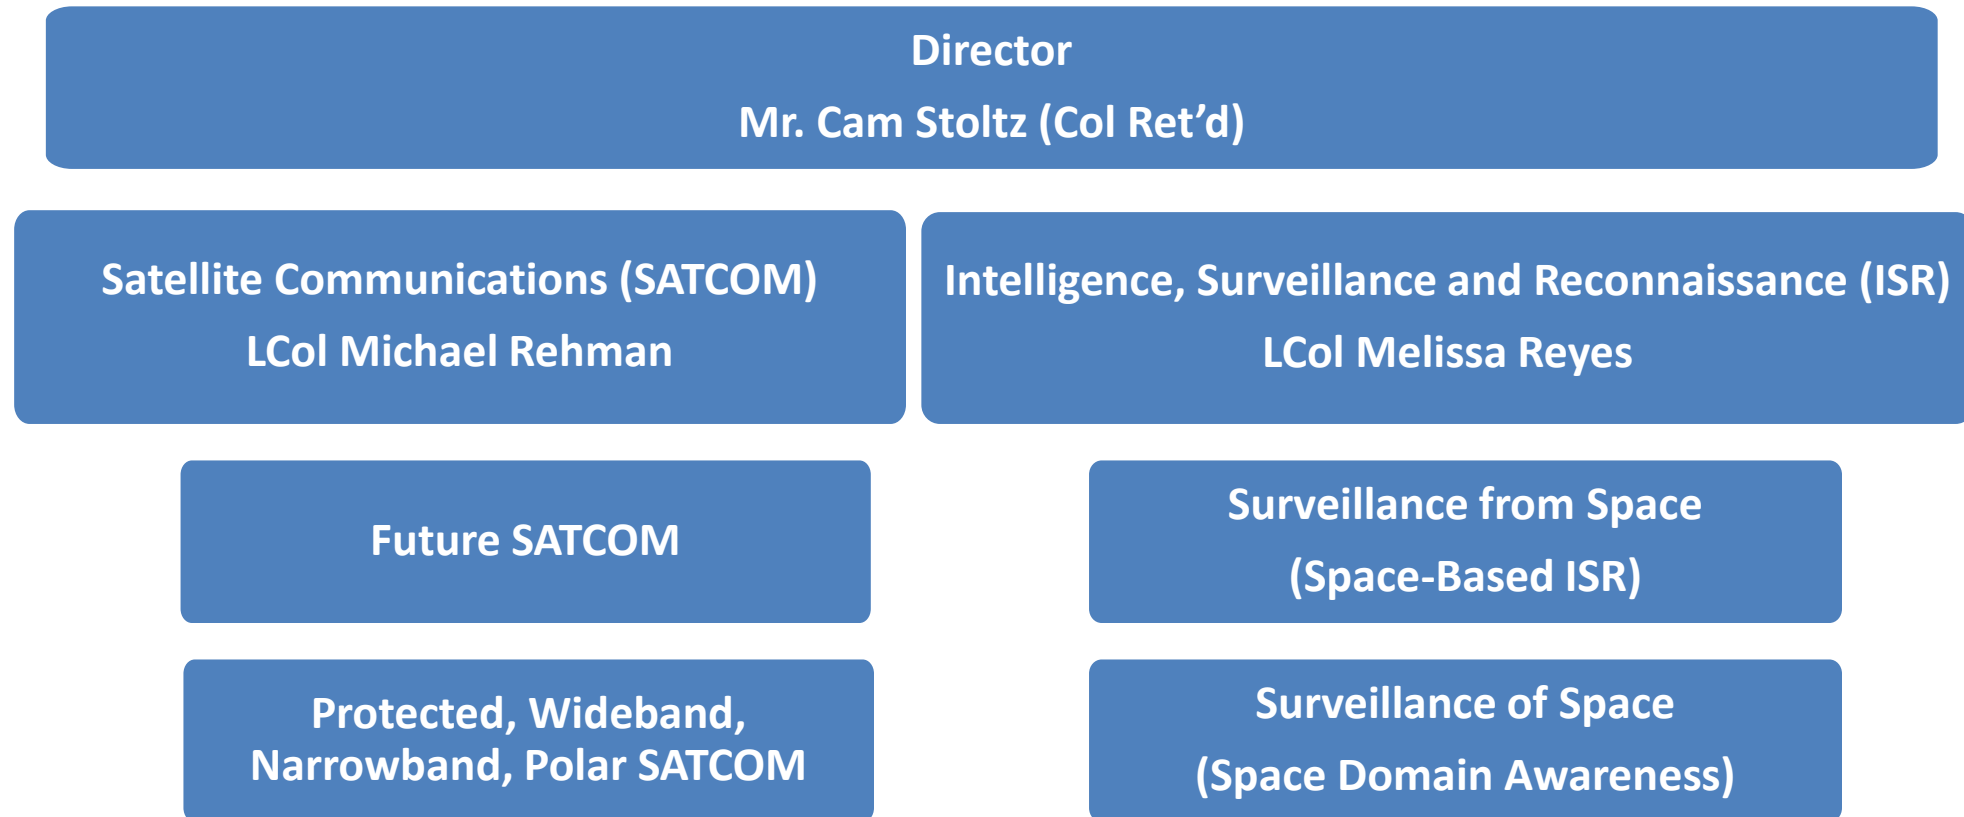 Director
Mr. Cam Stoltz (Col Ret’d)
Satellite Communications (SATCOM)
LCol Michael Rehman
Intelligence, Surveillance and Reconnaissance (ISR)
LCol Melissa Reyes
Future SATCOM
Surveillance from Space
(Space-Based ISR)
Protected, Wideband,
Narrowband, Polar SATCOM
Surveillance of Space
(Space Domain Awareness)